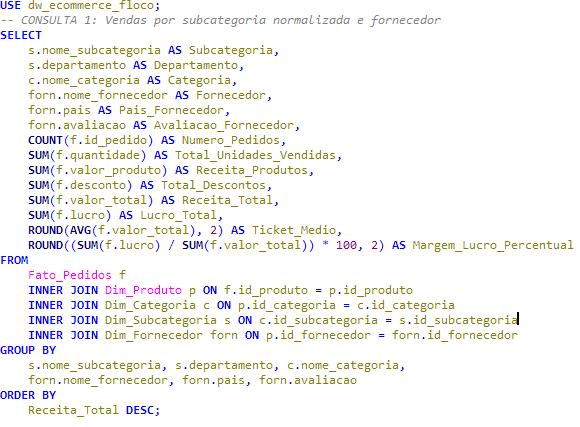 USE dw_ecommerce_floco;
-- CONSULTA 1: Vendas por subcategoria normalizada e fornecedor
SELECT
    s.nome_subcategoria AS Subcategoria,
    s.departamento AS Departamento,
    c.nome_categoria AS Categoria,
    forn.nome_fornecedor AS Fornecedor,
    forn.pais AS Pais_Fornecedor,
    forn.avaliacao AS Avaliacao_Fornecedor,
    COUNT(f.id_pedido) AS Numero_Pedidos,
    SUM(f.quantidade) AS Total_Unidades_Vendidas,
    SUM(f.valor_produto) AS Receita_Produtos,
    SUM(f.desconto) AS Total_Descontos,
    SUM(f.valor_total) AS Receita_Total,
    SUM(f.lucro) AS Lucro_Total,
    ROUND(AVG(f.valor_total), 2) AS Ticket_Medio,
    ROUND((SUM(f.lucro) / SUM(f.valor_total)) * 100, 2) AS Margem_Lucro_Percentual
FROM
    Fato_Pedidos f
    INNER JOIN Dim_Produto p ON f.id_produto = p.id_produto
    INNER JOIN Dim_Categoria c ON p.id_categoria = c.id_categoria
    INNER JOIN Dim_Subcategoria s ON c.id_subcategoria = s.id_subcategoria
    INNER JOIN Dim_Fornecedor forn ON p.id_fornecedor = forn.id_fornecedor
GROUP BY
    s.nome_subcategoria, s.departamento, c.nome_categoria,
    forn.nome_fornecedor, forn.pais, forn.avaliacao
ORDER BY
    Receita_Total DESC;